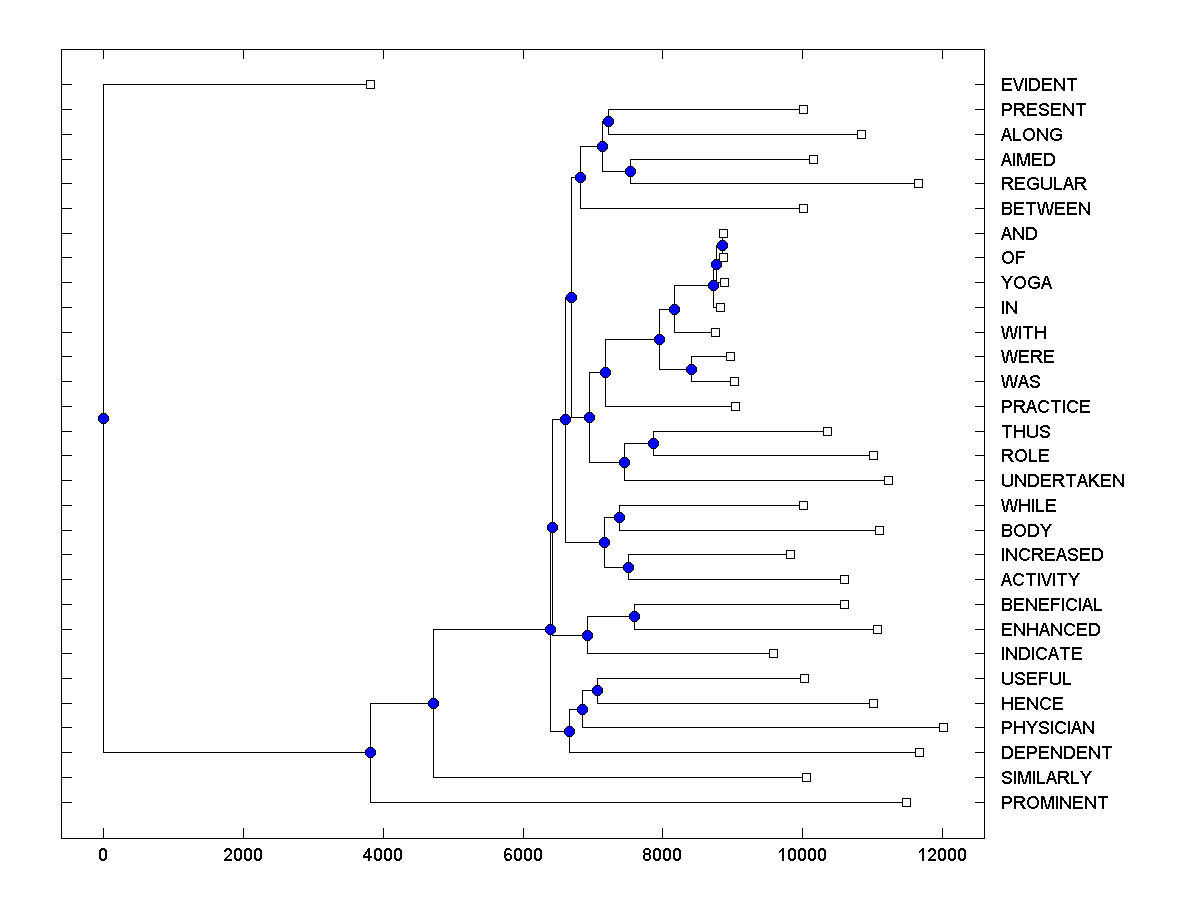 EVIDENT
PRESENT
ALONG
AIMED
REGULAR
BETWEEN
AND
OF
YOGA
IN
WITH
WERE
WAS
PRACTICE
THUS
ROLE
UNDERTAKEN
WHILE
BODY
INCREASED
ACTIVITY
BENEFICIAL
ENHANCED
INDICATE
USEFUL
HENCE
PHYSICIAN
DEPENDENT
SIMILARLY
PROMINENT
0 2000 4000 6000 8000 10000 12000